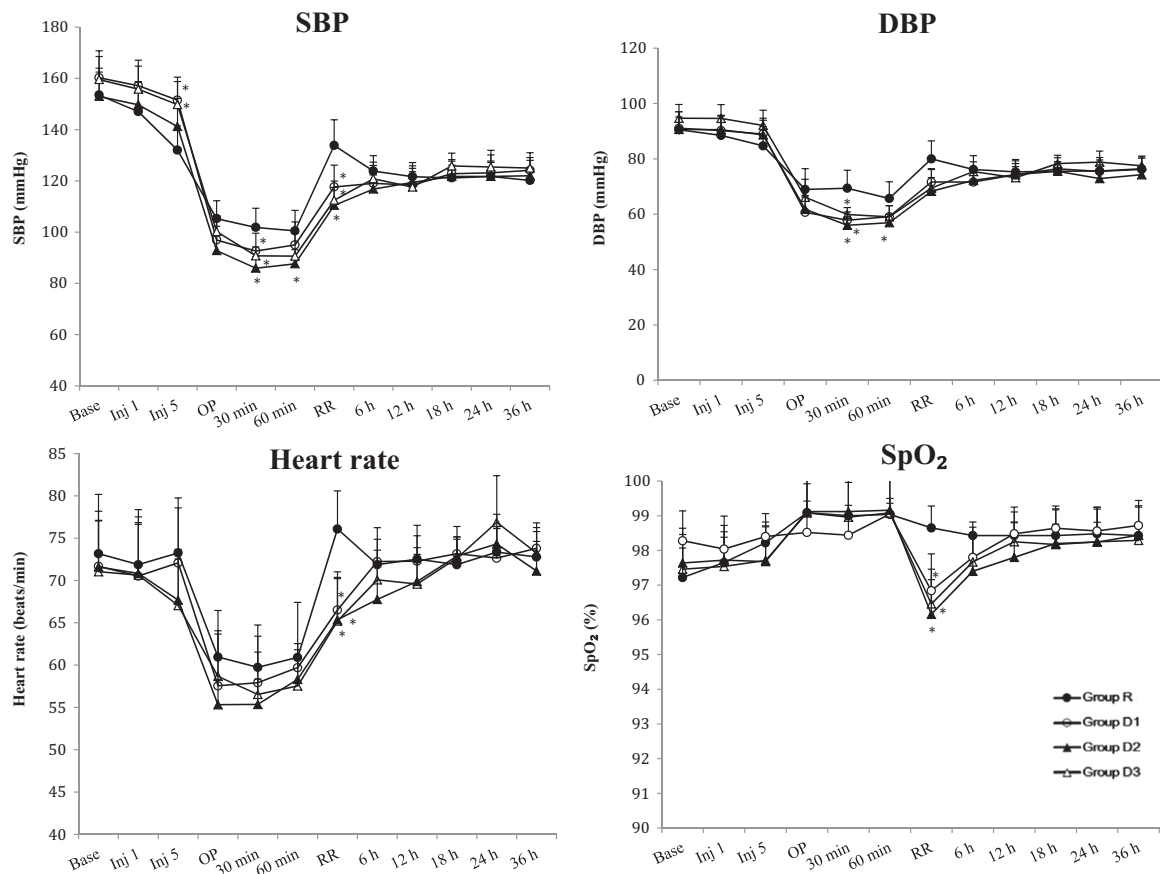 SBP
180
160
140
120
100
80
60
40
SBP (mmHg)
* * * * * * * * * *
Base Inj 1 Inj 5 OP 30 min 60 min RR 6 h 12 h 18 h 24 h 36 h
DBP
120
100
80
60
40
20
0
DBP (mmHg)
* * * *
Base Inj 1 Inj 5 OP 30 min 60 min RR 6 h 12 h 18 h 24 h 36 h
Heart rate
85
80
75
70
65
60
55
50
45
40
Heart rate (beats/min)
* * *
Base Inj 1 Inj 5 OP 30 min 60 min RR 6 h 12 h 18 h 24 h 36 h
SpO₂
100
99
98
97
96
95
94
93
92
91
90
SpO₂ (%)
* * *
Group R
Group D1
Group D2
Group D3
Base Inj 1 Inj 5 OP 30 min 60 min RR 6 h 12 h 18 h 24 h 36 h